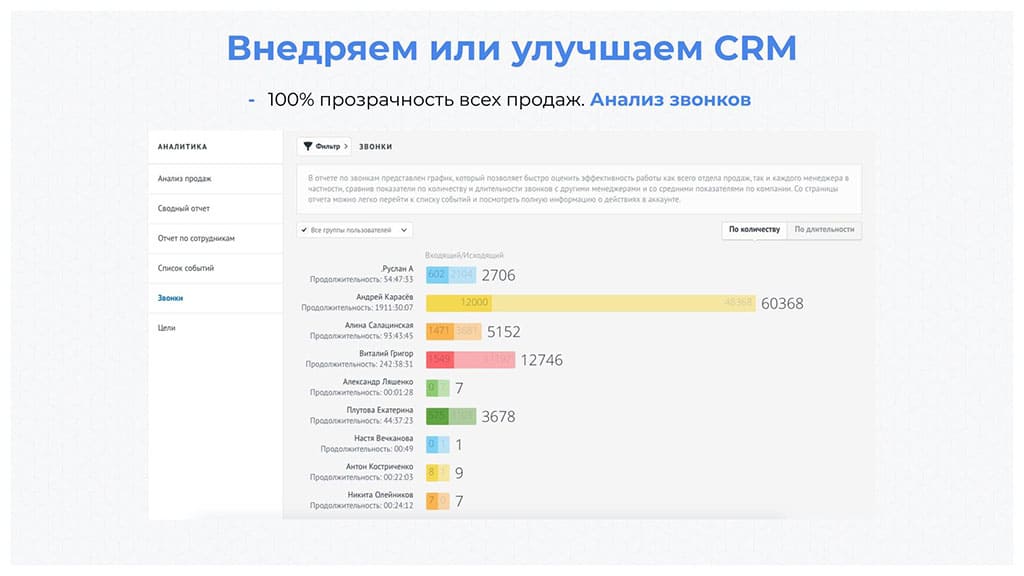 Внедряем или улучшаем CRM
- 100% прозрачность всех продаж. Анализ звонков
АНАЛИТИКА
Анализ продаж
Сводный отчет
Отчет по сотрудникам
Список событий
Звонки
Цели
Фильтр
ЗВОНКИ
В отчете по звонкам представлен график, который позволяет быстро оценить эффективность работы как всего отдела продаж, так и каждого менеджера в
частности, сравнив показатели по количеству и длительности звонков с другими менеджерами и со средними показателями по компании. Со страницы
отчета можно легко перейти к списку событий и посмотреть полную информацию о действиях в аккаунте.
Все группы пользователей
По количеству
По длительности
Входящий/Исходящий
.Руслан А
Продолжительность: 54:47:33
602 2104 2706
Андрей Карасёв
Продолжительность: 1911:30:07
12000 48368 60368
Алина Салацинская
Продолжительность: 93:43:45
1471 3681 5152
Виталий Григор
Продолжительность: 242:38:31
1549 12746
Александр Ляшенко
Продолжительность: 00:01:28
0 7
Плутова Екатерина
Продолжительность: 44:37:23
3678
Настя Вечканова
Продолжительность: 00:49
0 1 1
Антон Костриченко
Продолжительность: 00:22:03
8 1 9
Никита Олейников
Продолжительность: 00:24:12
7 0 7